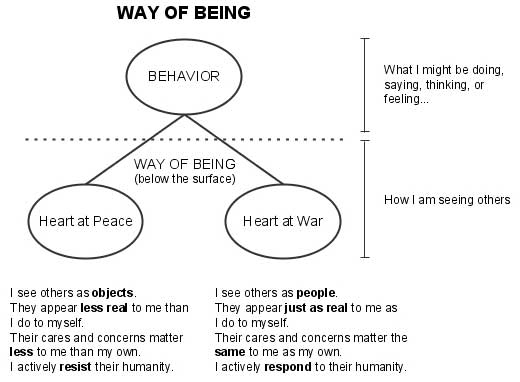 WAY OF BEING
BEHAVIOR
What I might be doing,
saying, thinking, or
feeling...
WAY OF BEING
(below the surface)
Heart at Peace
Heart at War
How I am seeing others
I see others as objects.
They appear less real to me than
I do to myself.
Their cares and concerns matter
less to me than my own.
I actively resist their humanity.
I see others as people.
They appear just as real to me as
I do to myself.
Their cares and concerns matter the
same to me as my own.
I actively respond to their humanity.